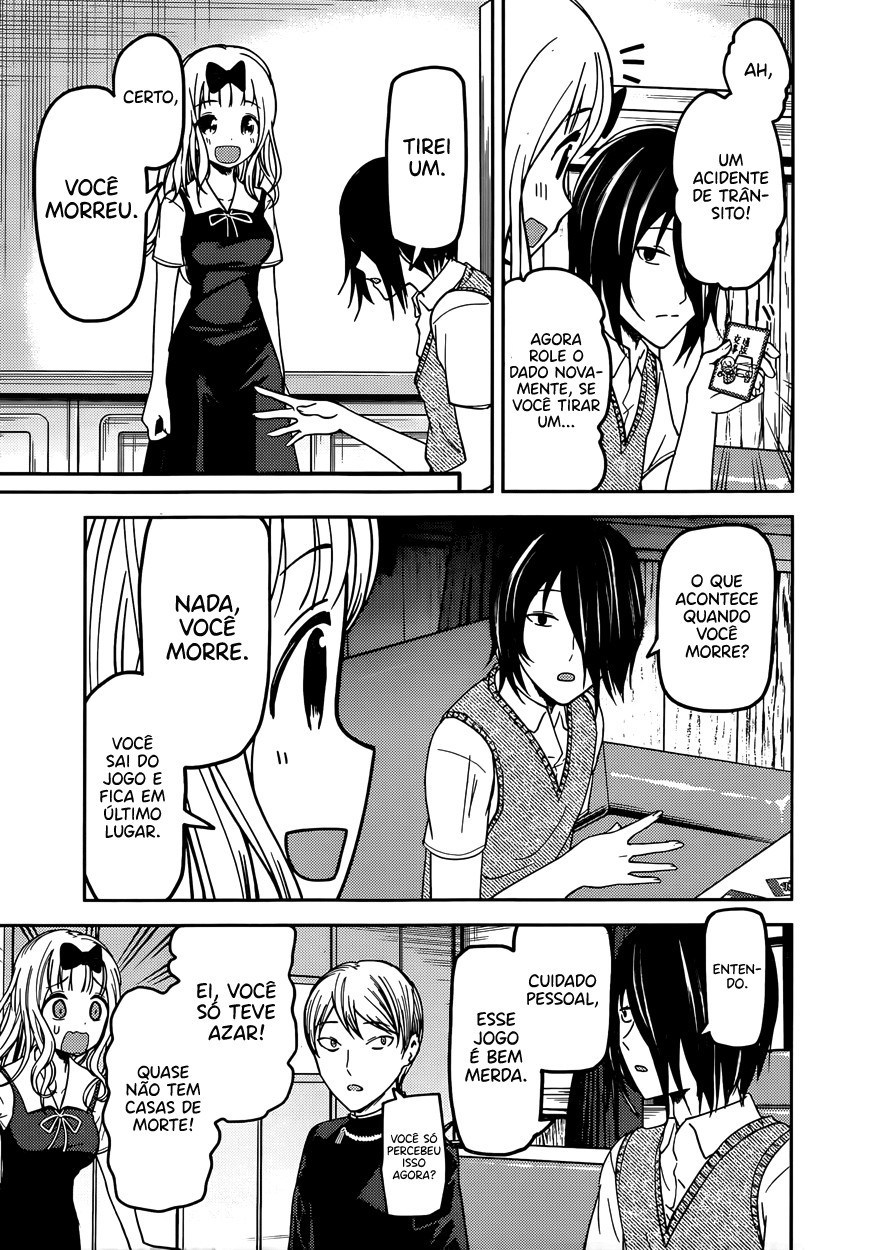 AH,
UM
ACIDENTE
DE TRÂN-
SITO!
AGORA
ROLE O
DADO NOVA-
MENTE, SE
VOCÊ TIRAR
UM...
TIREI
UM.
CERTO,
VOCÊ
MORREU.
O QUE
ACONTECE
QUANDO
VOCÊ
MORRE?
NADA,
VOCÊ
MORRE.
VOCÊ
SAI DO
JOGO E
FICA EM
ÚLTIMO
LUGAR.
ENTEN-
DO.
CUIDADO
PESSOAL,
ESSE
JOGO
É BEM
MERDA.
VOCÊ SÓ
PERCEBEU
ISSO
AGORA?
EI, VOCÊ
SÓ TEVE
AZAR!
QUASE
NÃO TEM
CASAS DE
MORTE!